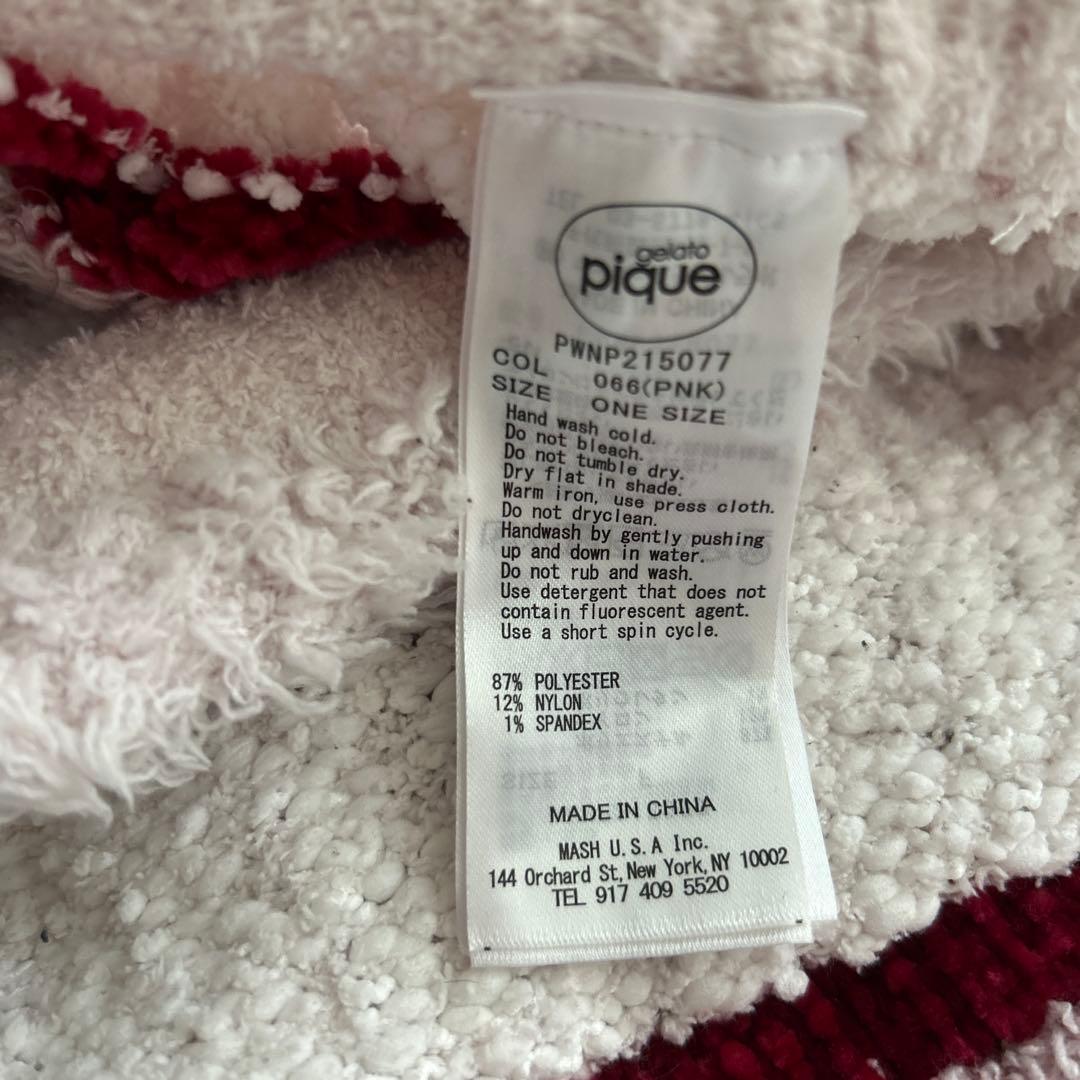 gelato
pique
PWNP215077
COL 066(PNK)
SIZE ONE SIZE
Hand wash cold.
Do not bleach.
Do not tumble dry.
Dry flat in shade.
Warm iron, use press cloth.
Do not dryclean.
Handwash by gently pushing
up and down in water.
Do not rub and wash.
Use detergent that does not
contain fluorescent agent.
Use a short spin cycle.
87% POLYESTER
12% NYLON
1% SPANDEX
MADE IN CHINA
MASH U.S.A Inc.
144 Orchard St, New York, NY 10002
TEL 917 409 5520